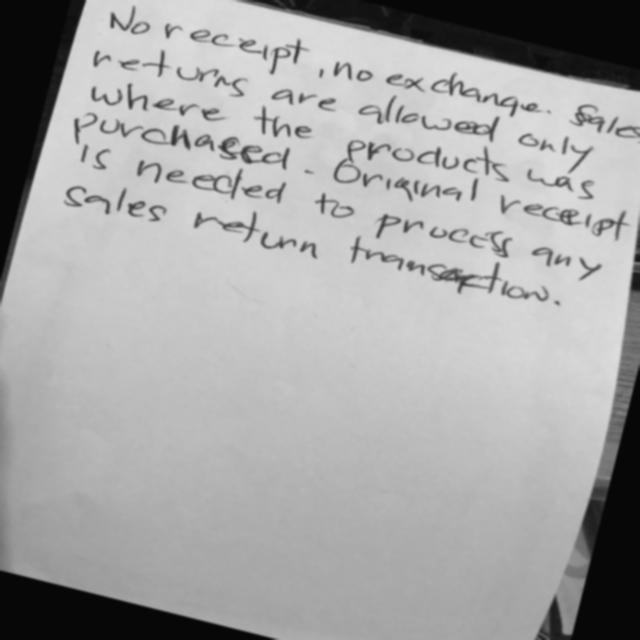 No receipt, no exchange. Sales
returns are allowed only
where the products was
purchased. Original receipt
is needed to process any
sales return transaction.